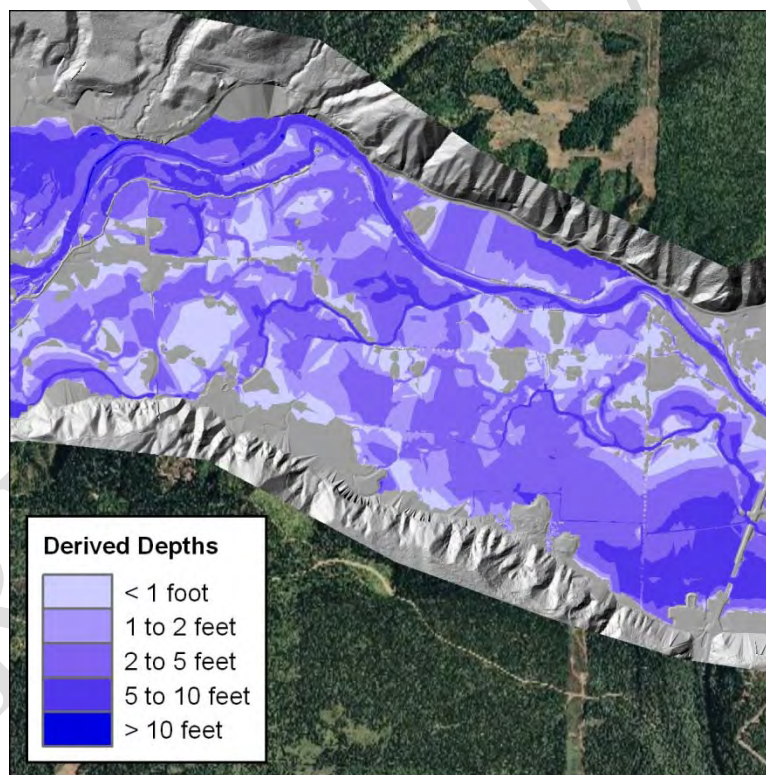 Derived Depths
< 1 foot
1 to 2 feet
2 to 5 feet
5 to 10 feet
> 10 feet